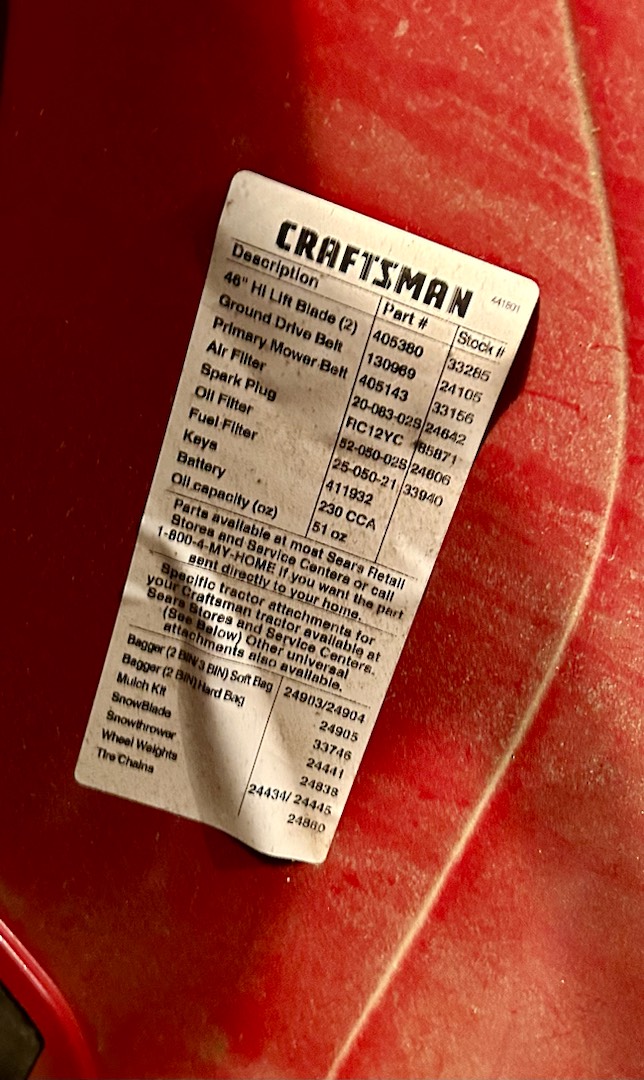 CRAFTSMAN 441601
Description Part # Stock #
46" Hi Lift Blade (2) 405380 33285
Ground Drive Belt 130969 24105
Primary Mower Belt 405143 33156
Air Filter 20-083-02S 24642
Spark Plug RC12YC 85871
Oil Filter 52-050-02S 24606
Fuel Filter 25-050-21 33940
Keys 411932
Battery 230 CCA
Oil capacity (oz) 51 oz
Parts available at most Sears Retail
Stores and Service Centers or call
1-800-4-MY-HOME if you want the part
sent directly to your home.
Specific tractor attachments for
your Craftsman tractor available at
Sears Stores and Service Centers.
(See Below) Other universal
attachments also available.
Bagger (2 BIN/3 BIN) Soft Bag 24903/24904
Bagger (2 BIN) Hard Bag 24905
Mulch Kit 33746
SnowBlade 24441
Snowthrower 24838
Wheel Weights 24434/ 24445
Tire Chains